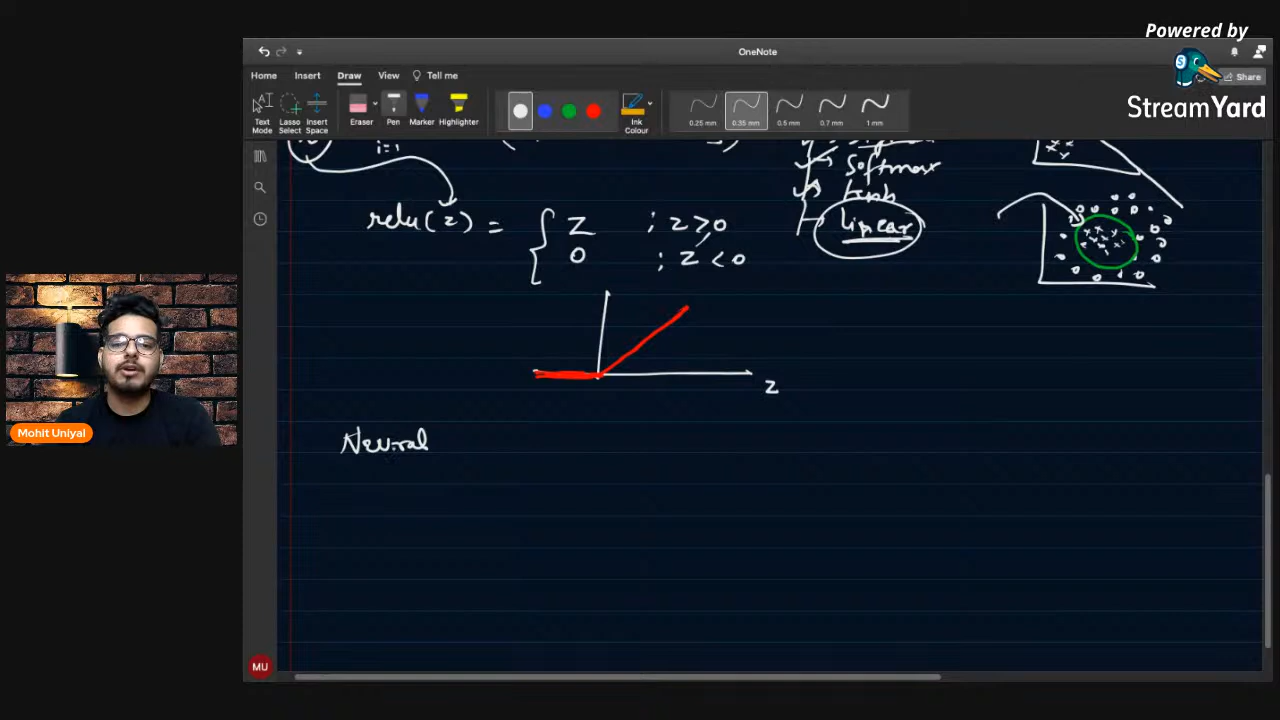 Powered by
StreamYard
OneNote
Share
Home Insert Draw View Tell me
Text Mode
Lasso Select
Insert Space
Eraser
Pen
Marker
Highlighter
Ink Colour
0.25 mm
0.35 mm
0.5 mm
0.7 mm
1 mm
i=1
Softmax
tanh
linear
relu(z) = { z ; z > 0
0 ; z < 0
z
Neural
Mohit Uniyal
MU